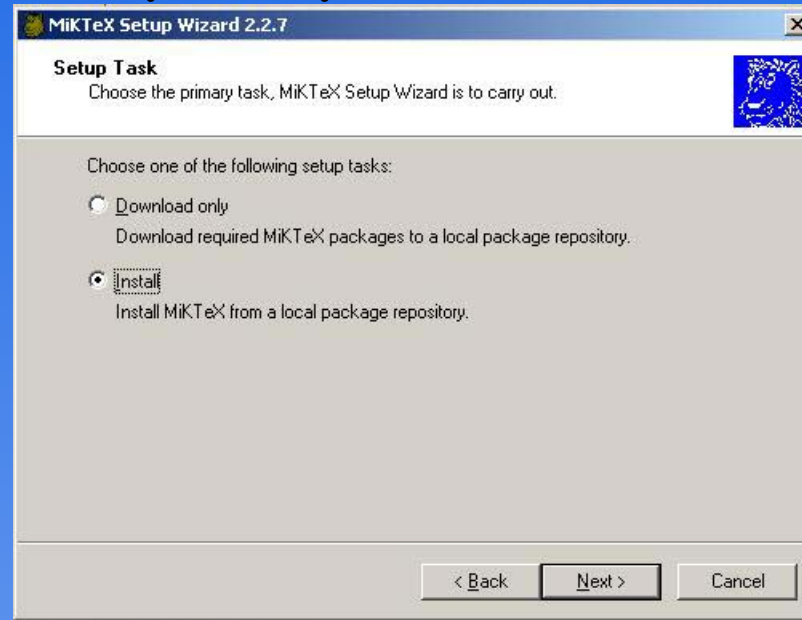 MiKTeX Setup Wizard 2.2.7
Setup Task
Choose the primary task, MiKTeX Setup Wizard is to carry out.
Choose one of the following setup tasks:
Download only
Download required MiKTeX packages to a local package repository.
Install
Install MiKTeX from a local package repository.
< Back
Next >
Cancel